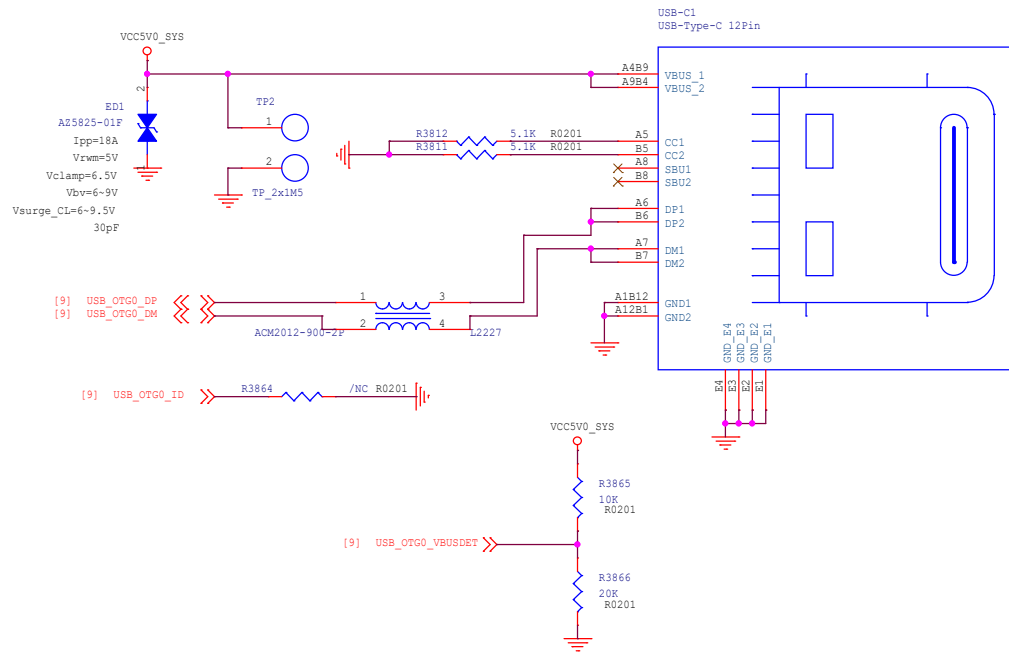 USB-C1
USB-Type-C 12Pin
VCC5V0_SYS
A4B9
VBUS_1
A9B4
VBUS_2
2
ED1
AZ5825-01F
Ipp=18A
Vrwm=5V
Vclamp=6.5V
Vbv=6~9V
Vsurge_CL=6~9.5V
30pF
TP2
1
2
TP_2x1M5
R3812
5.1K
R0201
A5
CC1
R3811
5.1K
R0201
B5
CC2
A8
SBU1
B8
SBU2
A6
DP1
B6
DP2
A7
DM1
B7
DM2
[9] USB_OTG0_DP
[9] USB_OTG0_DM
1
3
2
4
ACM2012-900-2P
L2227
A1B12
GND1
A12B1
GND2
GND_E4
GND_E3
GND_E2
GND_E1
E4
E3
E2
E1
[9] USB_OTG0_ID
R3864
/NC
R0201
VCC5V0_SYS
R3865
10K
R0201
[9] USB_OTG0_VBUSDET
R3866
20K
R0201